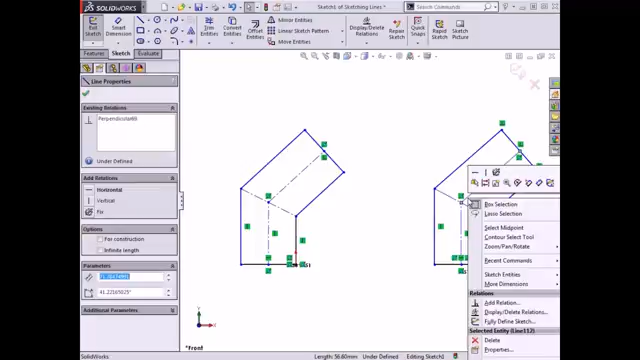 SOLIDWORKS
Sketch1 of Sketching Lines *
Search Commands
Exit Sketch
Smart Dimension
Trim Entities
Convert Entities
Offset Entities
Mirror Entities
Linear Sketch Pattern
Move Entities
Display/Delete Relations
Repair Sketch
Quick Snaps
Rapid Sketch
Sketch Picture
Features
Sketch
Evaluate
Line Properties
Existing Relations
Under Defined
Add Relations
Horizontal
Vertical
Fix
Options
For construction
Infinite length
Parameters
Additional Parameters
Box Selection
Lasso Selection
Select Midpoint
Contour Select Tool
Zoom/Pan/Rotate
Recent Commands
Sketch Entities
More Dimensions
Relations
Add Relation...
Display/Delete Relations...
Fully Define Sketch...
Selected Entity (Line112)
Delete
Properties...
*Front
Length: 56.60mm
Under Defined
Editing Sketch1